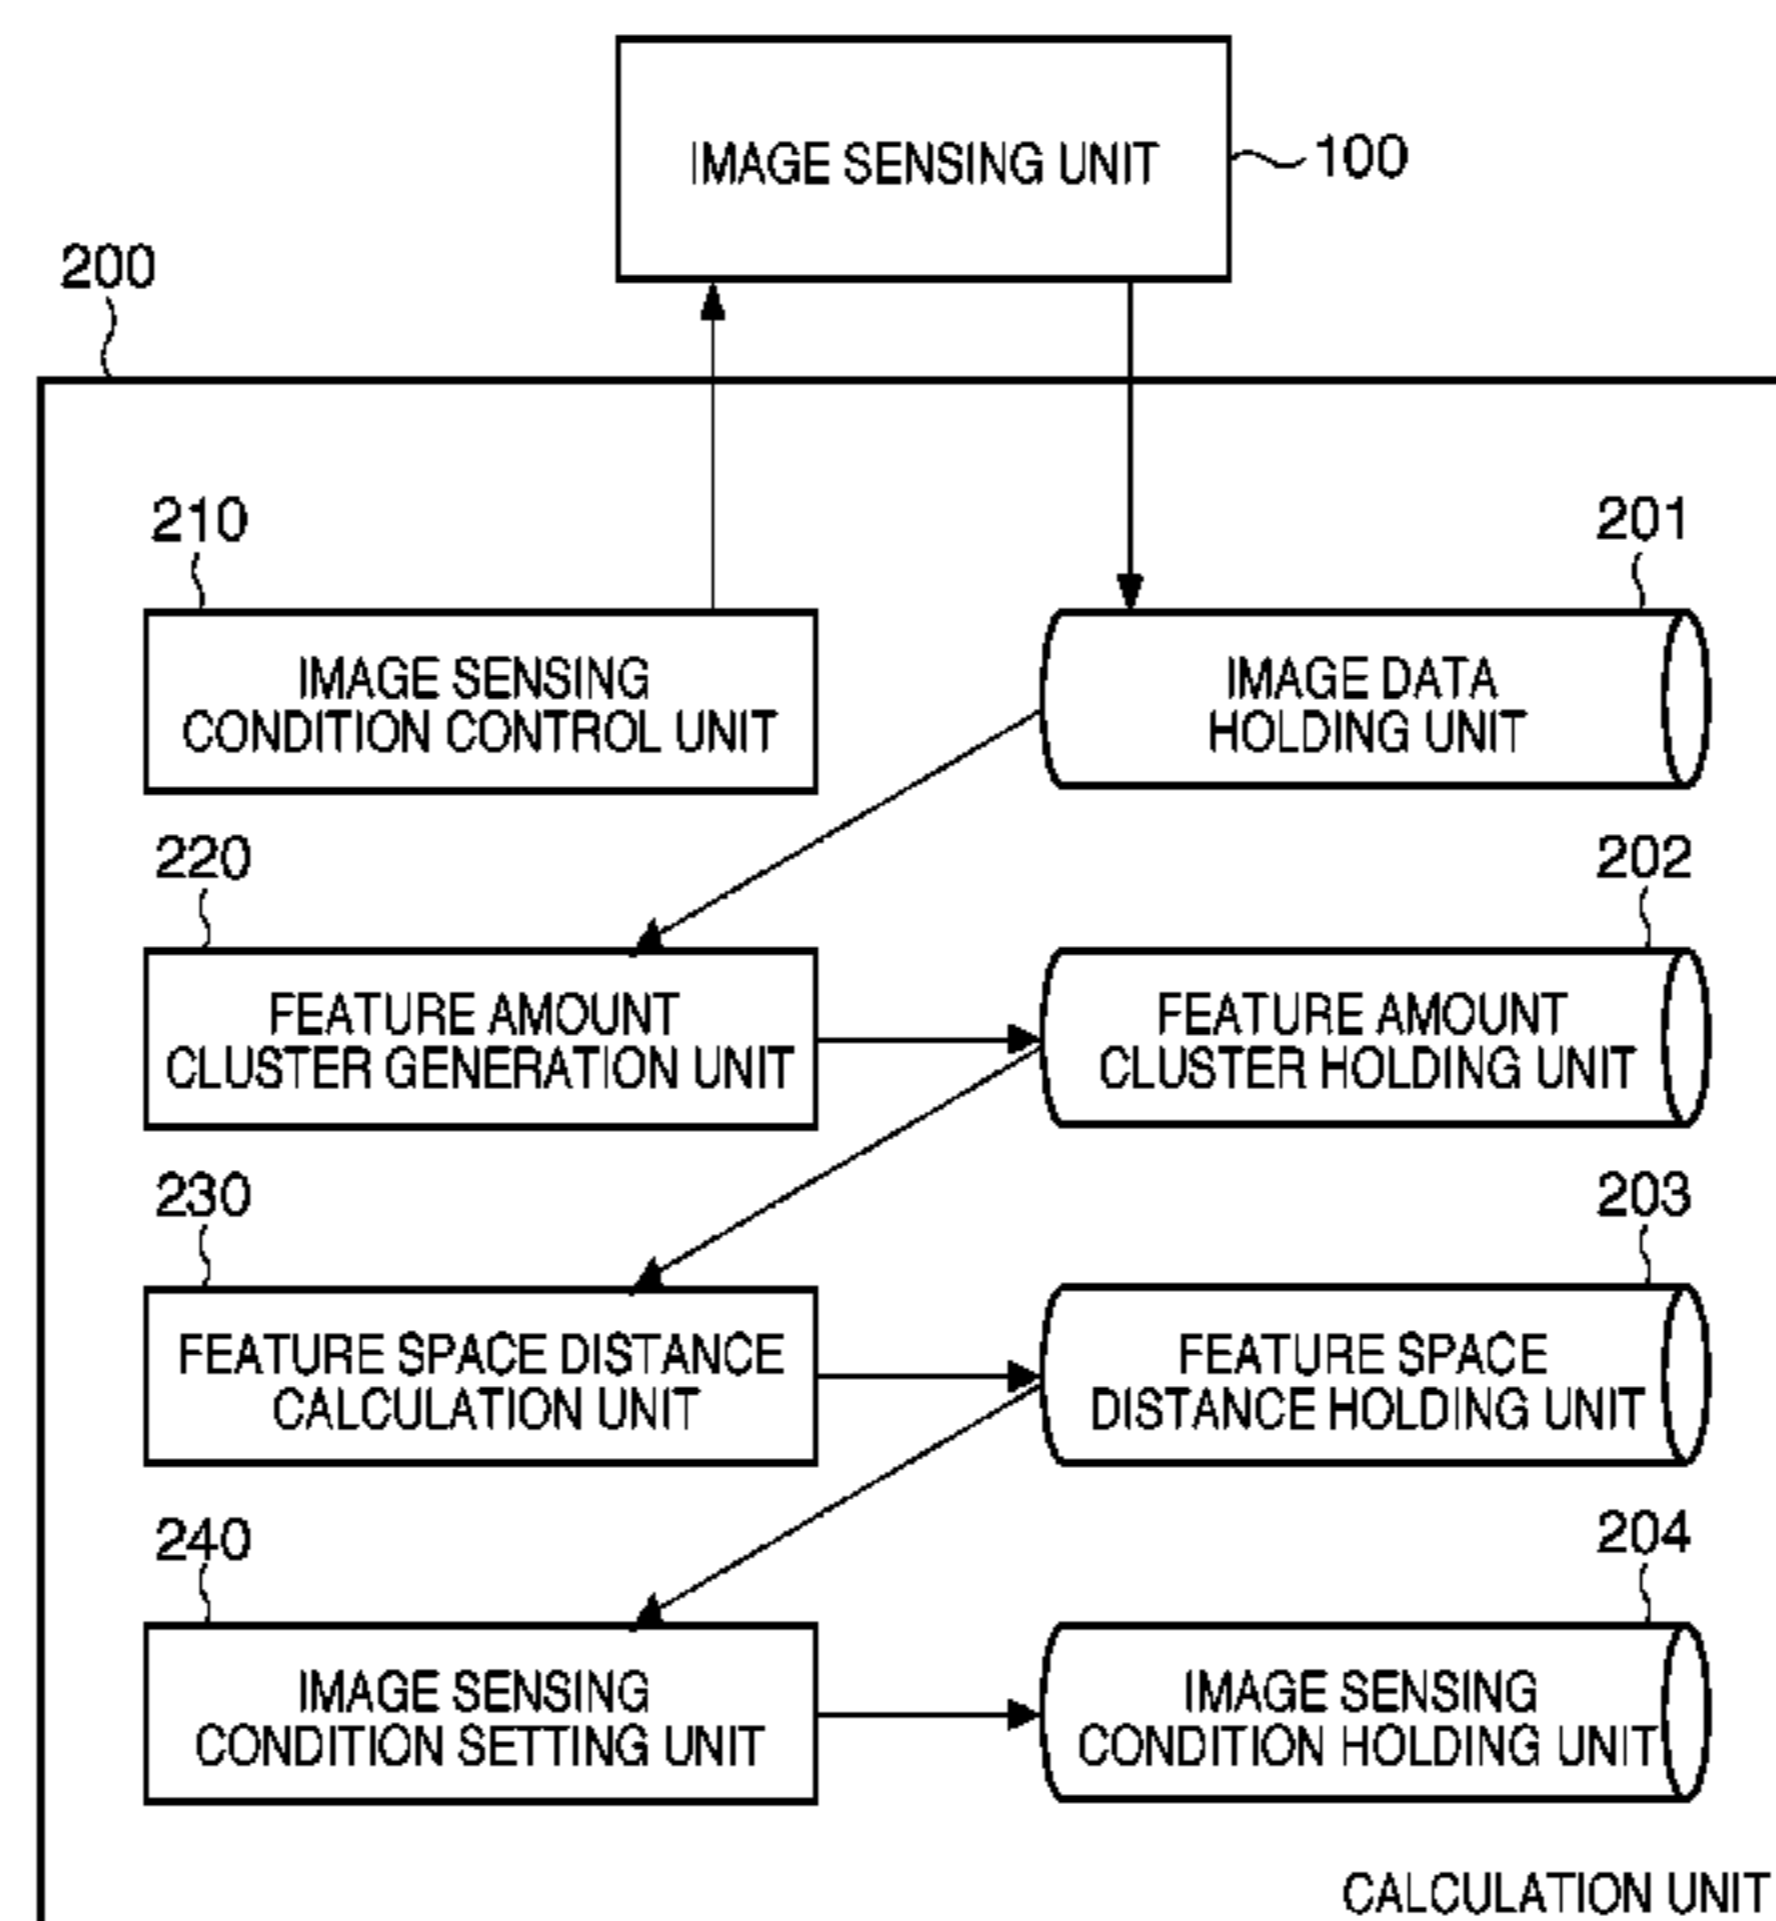 IMAGE SENSING UNIT
100
200
210
201
IMAGE SENSING
CONDITION CONTROL UNIT
IMAGE DATA
HOLDING UNIT
220
202
FEATURE AMOUNT
CLUSTER GENERATION UNIT
FEATURE AMOUNT
CLUSTER HOLDING UNIT
230
203
FEATURE SPACE DISTANCE
CALCULATION UNIT
FEATURE SPACE
DISTANCE HOLDING UNIT
240
204
IMAGE SENSING
CONDITION SETTING UNIT
IMAGE SENSING
CONDITION HOLDING UNIT
CALCULATION UNIT